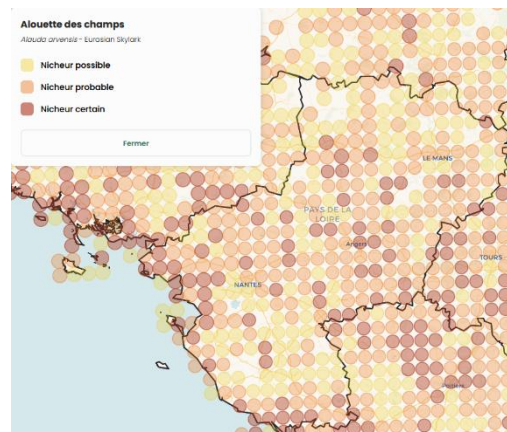 Alouette des champs
Alauda arvensis - Eurasian Skylark
Nicheur possible
Nicheur probable
Nicheur certain
Fermer
LE MANS
PAYS DE LA
LOIRE
Angers
TOURS
NANTES
Poitiers